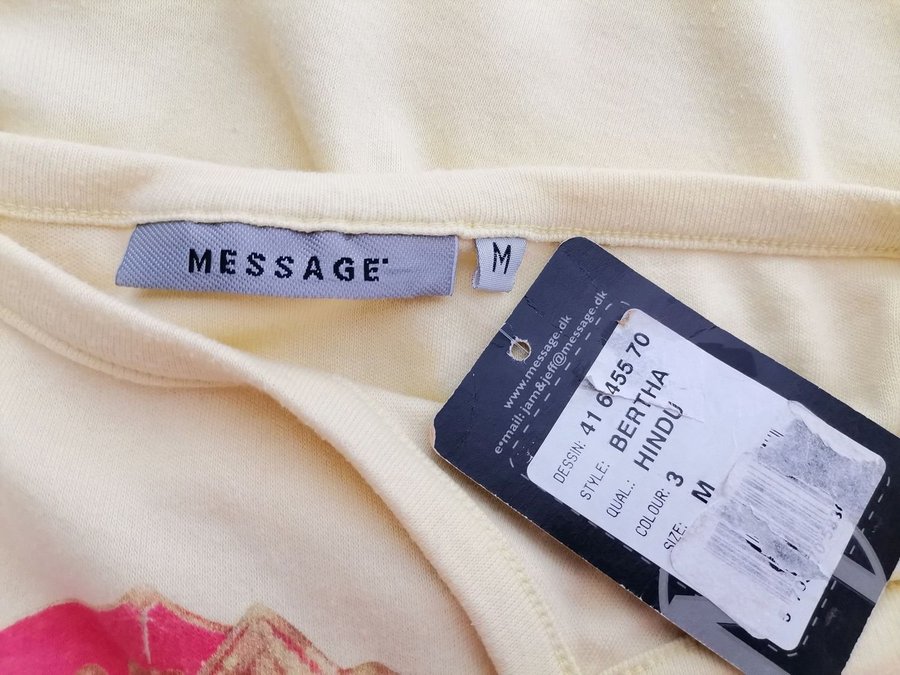 MESSAGE
M
www.message.dk
e•mail: jam&jeff@message.dk
DESSIN: 41 6455 70
STYLE: BERTHA
QUAL.: HINDU
COLOUR: 3
SIZE: M